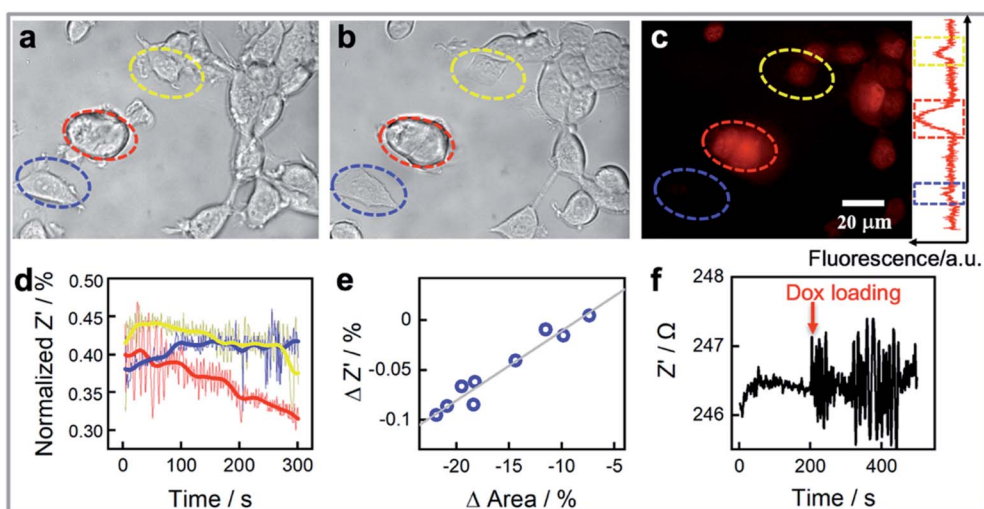 a
b
c
20 μm
Fluorescence/a.u.
d
Normalized Z' / %
0.50
0.45
0.40
0.35
0.30
0
100
200
300
Time / s
e
Δ Z' / %
0
-0.05
-0.1
-20
-15
-10
-5
Δ Area / %
f
Z' / Ω
248
247
246
Dox loading
0
200
400
Time / s